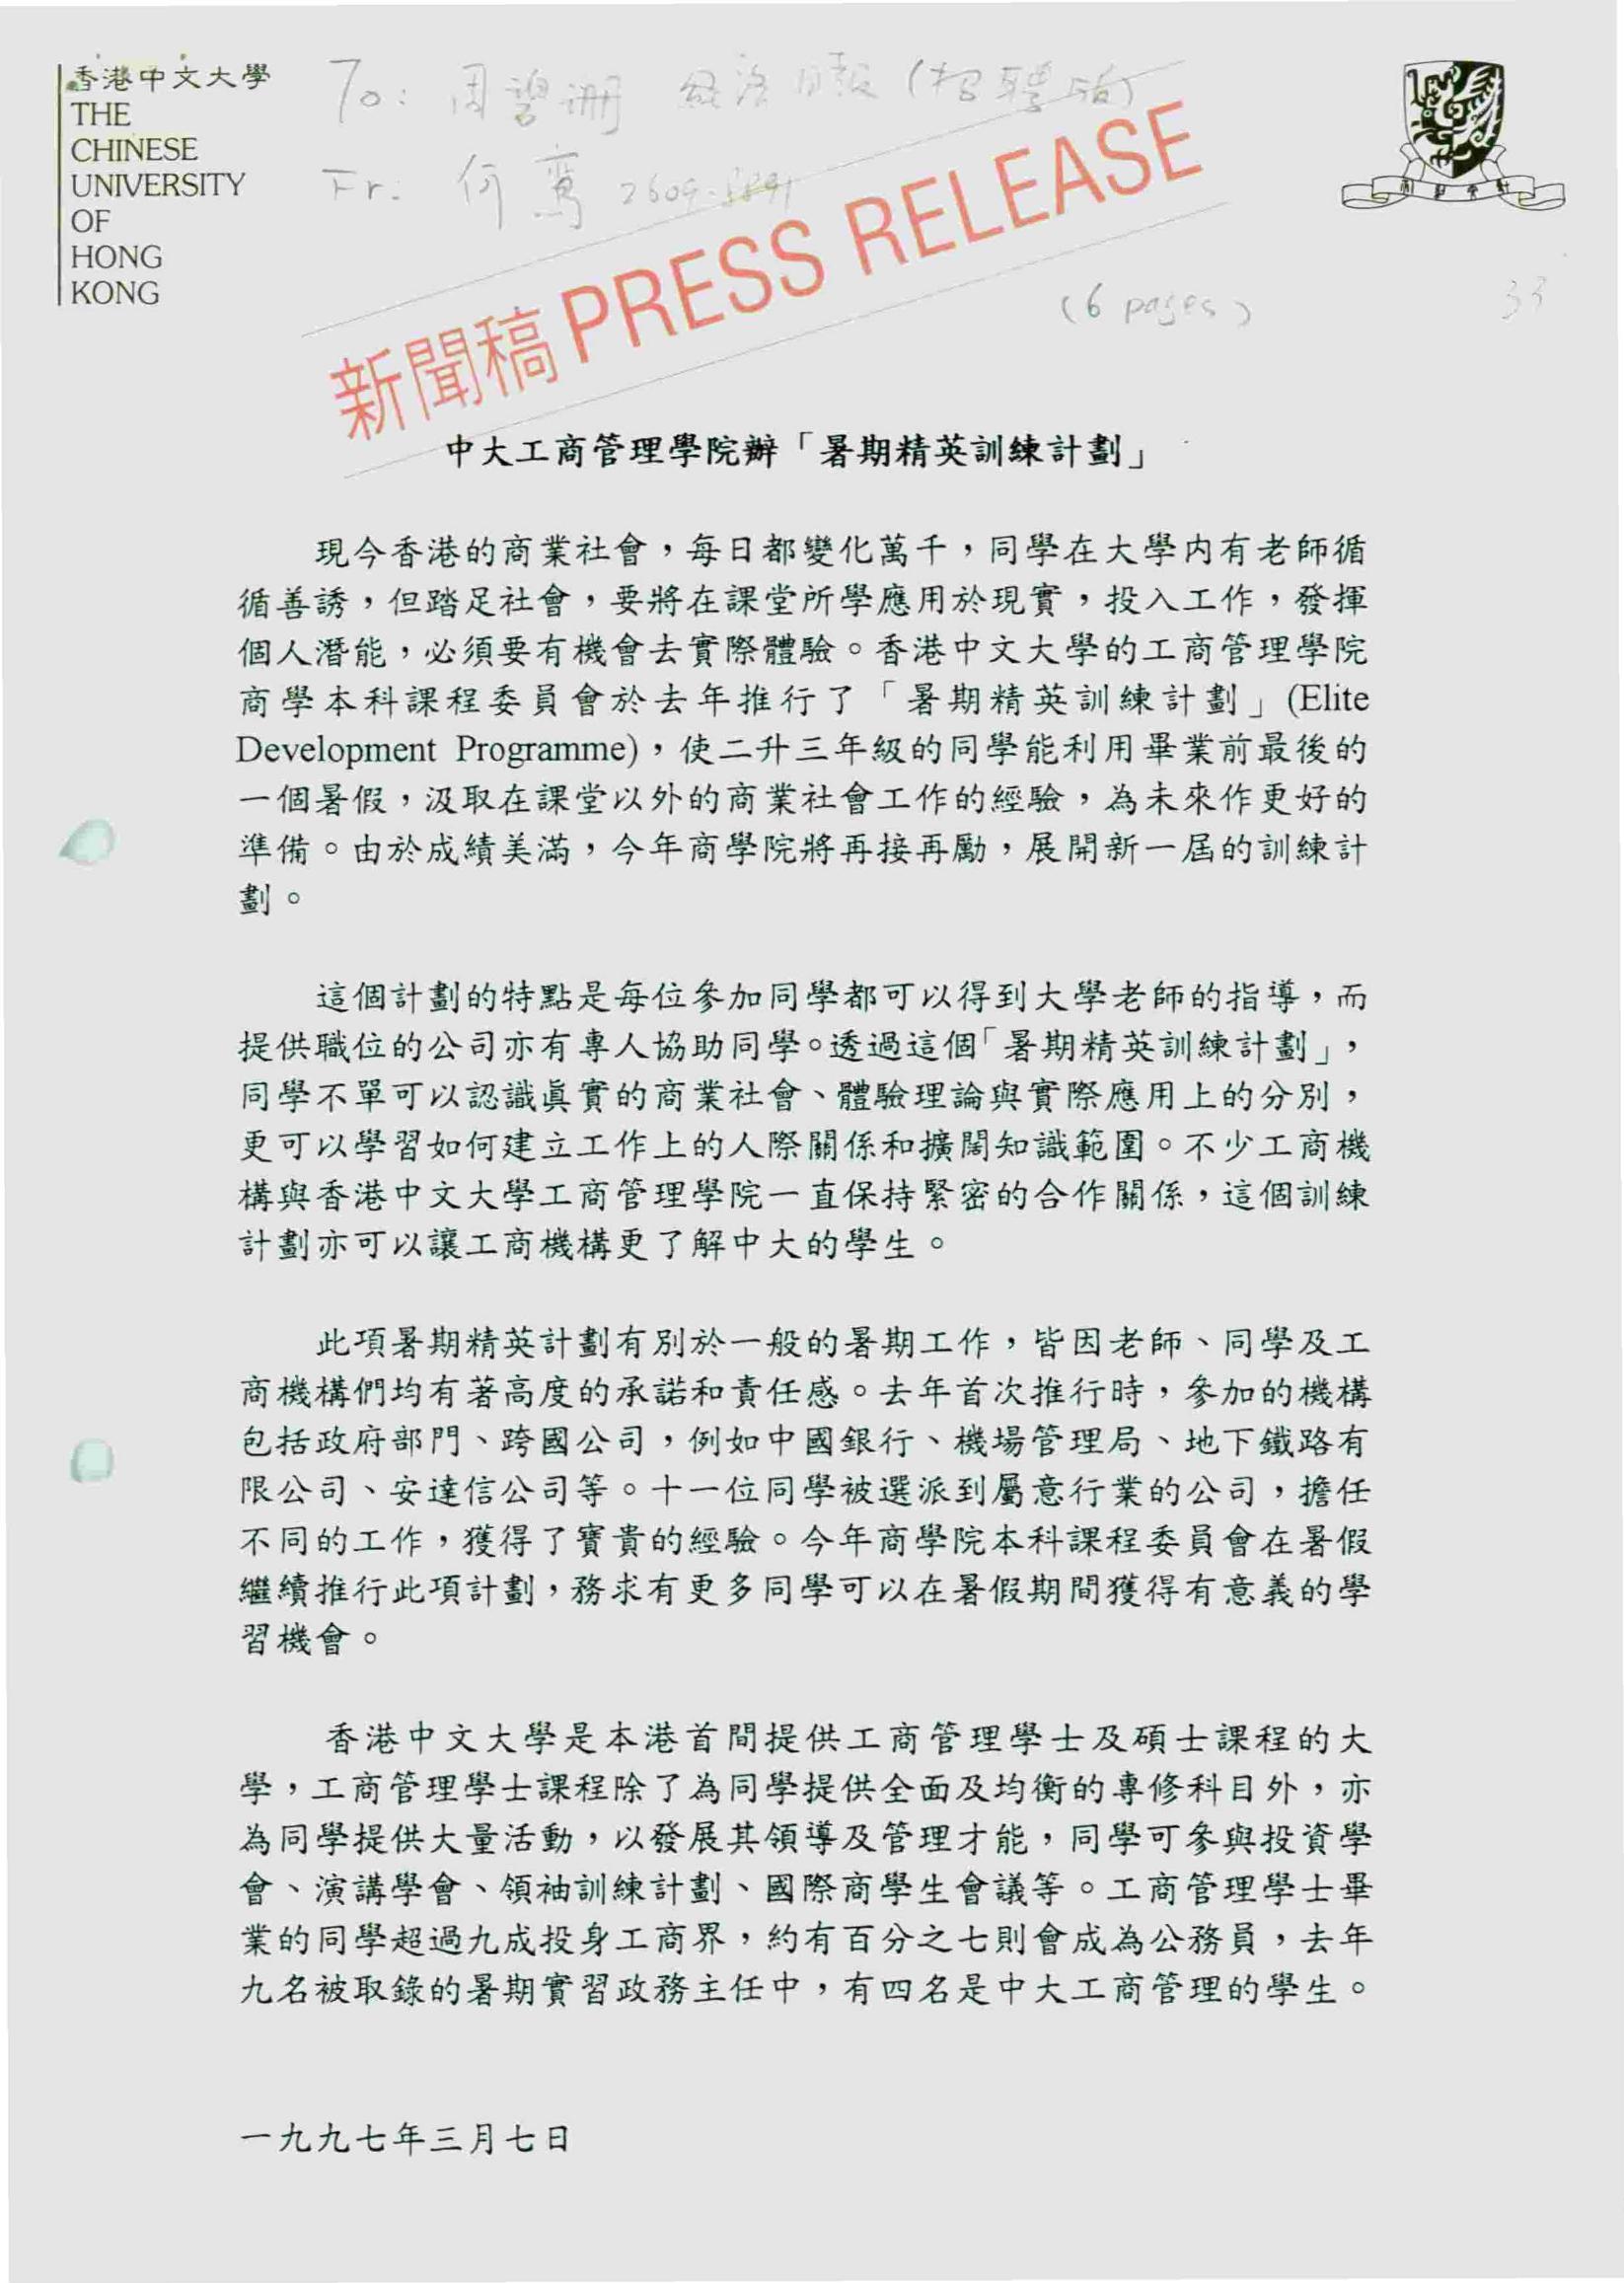 香港中文大學
THE
CHINESE
UNIVERSITY
OF
HONG
KONG
To: 周碧珊 經濟日報 (招聘版)
Fr: 何鸞 2609-
新聞稿 PRESS RELEASE
(6 pages)
33
中大工商管理學院辦「暑期精英訓練計劃」
現今香港的商業社會，每日都變化萬千，同學在大學內有老師循
循善誘，但踏足社會，要將在課堂所學應用於現實，投入工作，發揮
個人潛能，必須要有機會去實際體驗。香港中文大學的工商管理學院
商學本科課程委員會於去年推行了「暑期精英訓練計劃」(Elite
Development Programme)，使二升三年級的同學能利用畢業前最後的
一個暑假，汲取在課堂以外的商業社會工作的經驗，為未來作更好的
準備。由於成績美滿，今年商學院將再接再勵，展開新一屆的訓練計
劃。
這個計劃的特點是每位參加同學都可以得到大學老師的指導，而
提供職位的公司亦有專人協助同學。透過這個「暑期精英訓練計劃」，
同學不單可以認識真實的商業社會、體驗理論與實際應用上的分別，
更可以學習如何建立工作上的人際關係和擴闊知識範圍。不少工商機
構與香港中文大學工商管理學院一直保持緊密的合作關係，這個訓練
計劃亦可以讓工商機構更了解中大的學生。
此項暑期精英計劃有別於一般的暑期工作，皆因老師、同學及工
商機構們均有著高度的承諾和責任感。去年首次推行時，參加的機構
包括政府部門、跨國公司，例如中國銀行、機場管理局、地下鐵路有
限公司、安達信公司等。十一位同學被選派到屬意行業的公司，擔任
不同的工作，獲得了寶貴的經驗。今年商學院本科課程委員會在暑假
繼續推行此項計劃，務求有更多同學可以在暑假期間獲得有意義的學
習機會。
香港中文大學是本港首間提供工商管理學士及碩士課程的大
學，工商管理學士課程除了為同學提供全面及均衡的專修科目外，亦
為同學提供大量活動，以發展其領導及管理才能，同學可參與投資學
會、演講學會、領袖訓練計劃、國際商學生會議等。工商管理學士畢
業的同學超過九成投身工商界，約有百分之七則會成為公務員，去年
九名被取錄的暑期實習政務主任中，有四名是中大工商管理的學生。
一九九七年三月七日